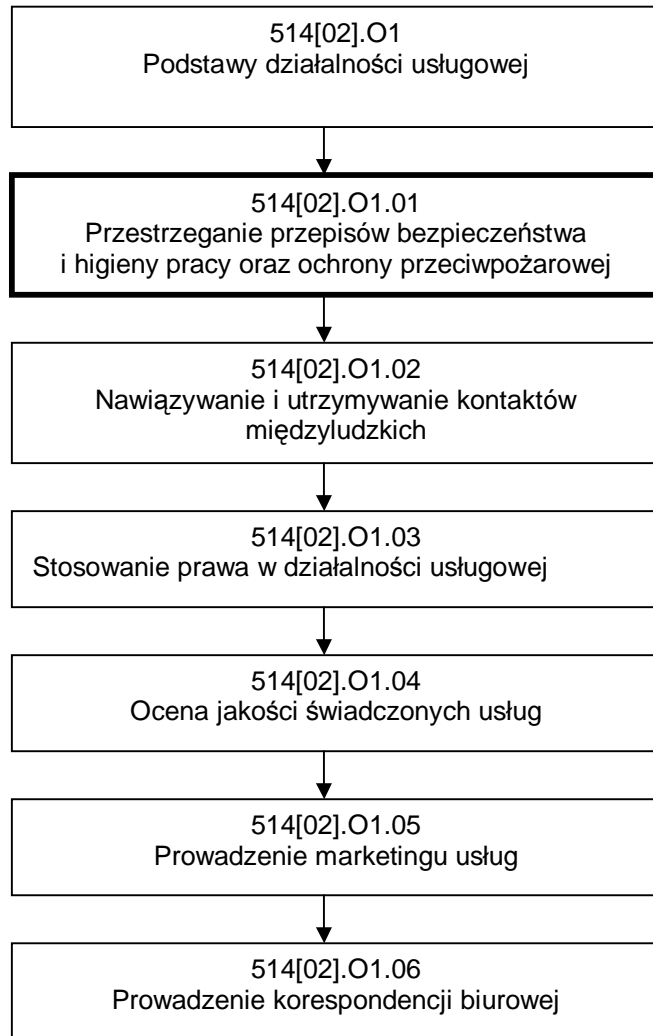 514[02].O1
Podstawy działalności usługowej
514[02].O1.01
Przestrzeganie przepisów bezpieczeństwa
i higieny pracy oraz ochrony przeciwpożarowej
514[02].O1.02
Nawiązywanie i utrzymywanie kontaktów
międzyludzkich
514[02].O1.03
Stosowanie prawa w działalności usługowej
514[02].O1.04
Ocena jakości świadczonych usług
514[02].O1.05
Prowadzenie marketingu usług
514[02].O1.06
Prowadzenie korespondencji biurowej